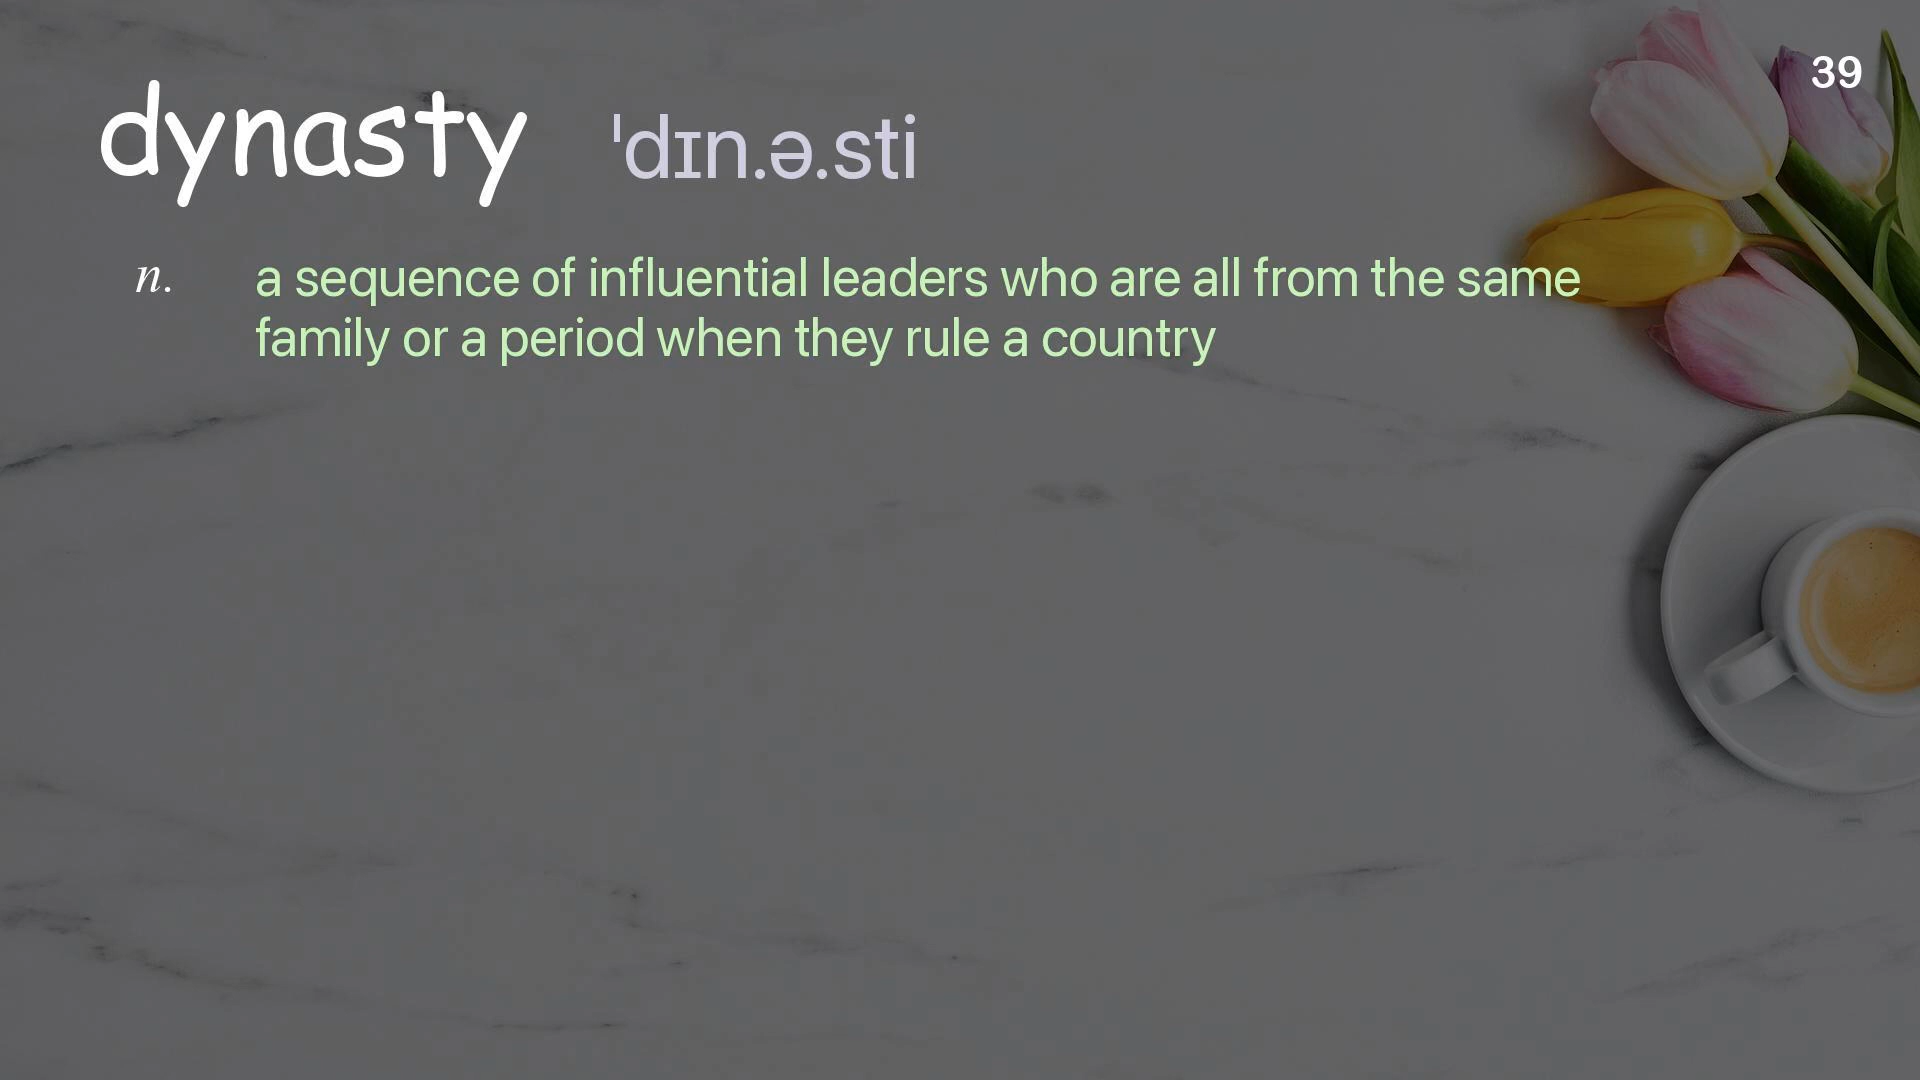 39
dynasty ˈdɪn.ə.sti
n. a sequence of influential leaders who are all from the same
family or a period when they rule a country